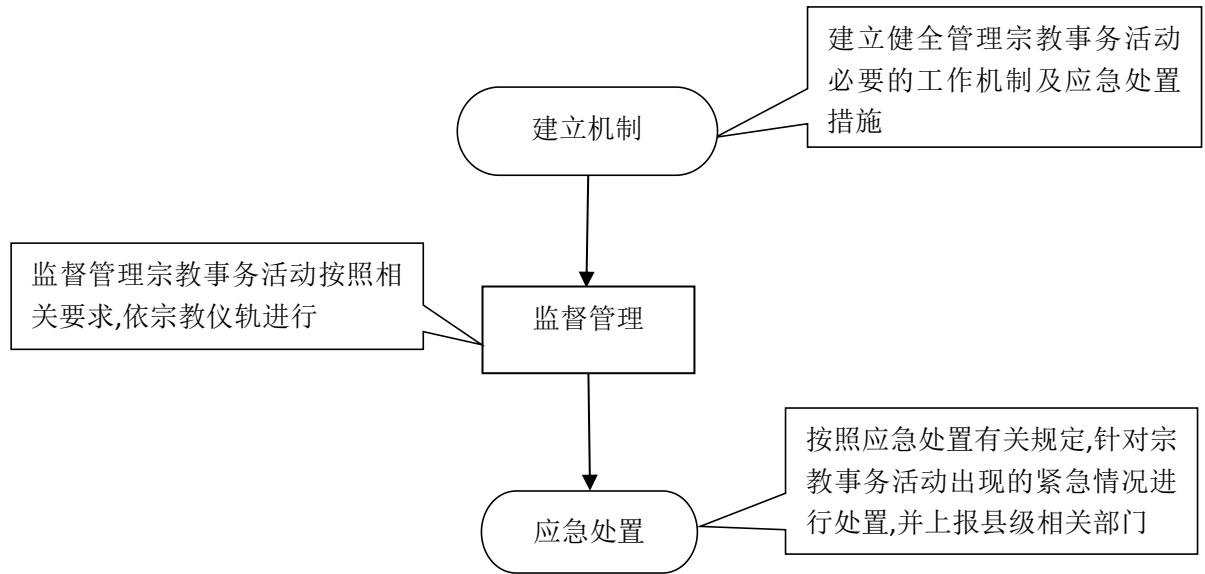 建立健全管理宗教事务活动
必要的工作机制及应急处置
措施
建立机制
监督管理宗教事务活动按照相
关要求,依宗教仪轨进行
监督管理
按照应急处置有关规定,针对宗
教事务活动出现的紧急情况进
行处置,并上报县级相关部门
应急处置